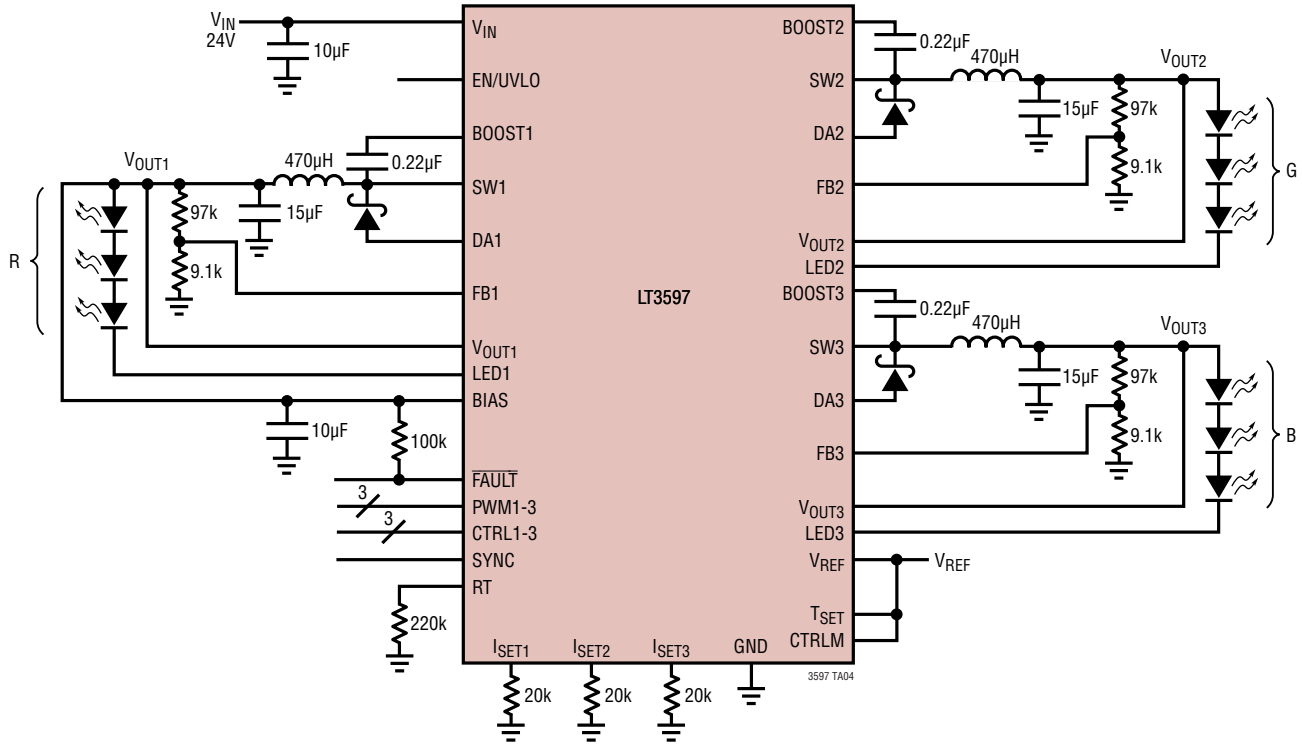 VIN
24V
10µF
EN/UVLO
BOOST1
VOUT1
470µH
0.22µF
SW1
15µF
97k
DA1
R
9.1k
FB1
VOUT1
LED1
BIAS
10µF
100k
FAULT
3
PWM1-3
3
CTRL1-3
SYNC
RT
220k
VIN
LT3597
ISET1
ISET2
ISET3
GND
20k
20k
20k
BOOST2
0.22µF
470µH
VOUT2
SW2
15µF
97k
DA2
9.1k
G
FB2
VOUT2
LED2
BOOST3
0.22µF
470µH
VOUT3
SW3
15µF
97k
DA3
9.1k
B
FB3
VOUT3
LED3
VREF
VREF
TSET
CTRLM
3597 TA04